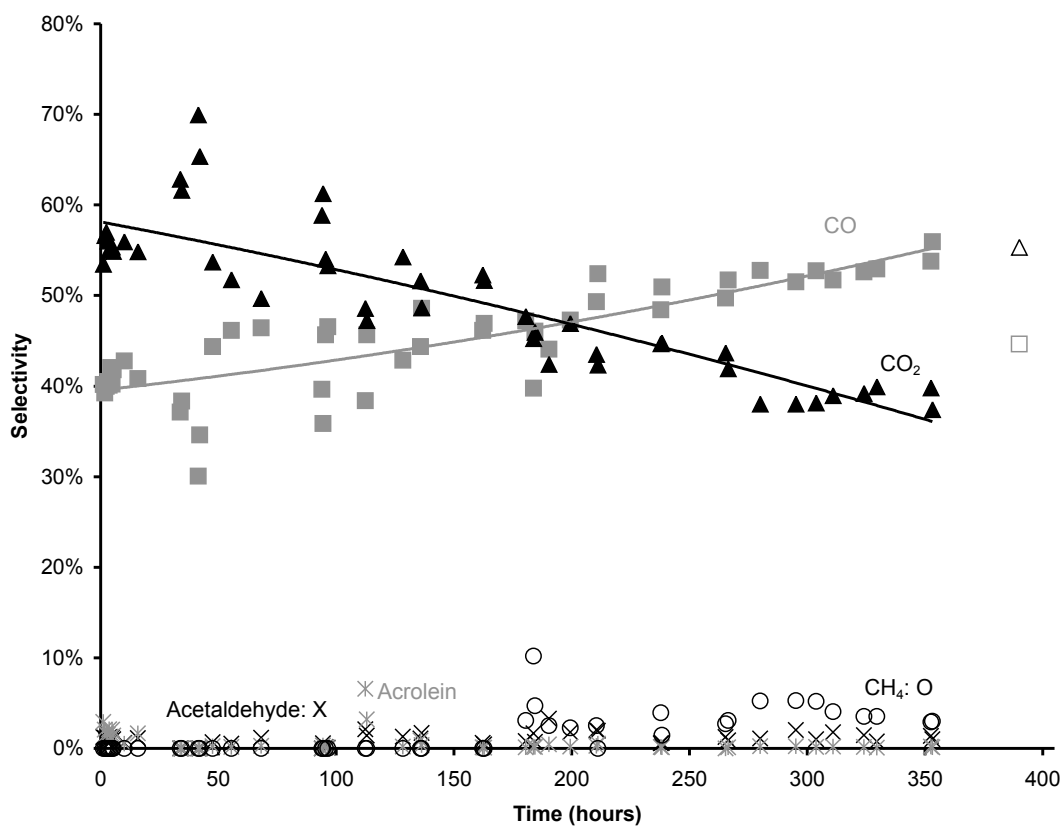 80%
70%
60%
50%
40%
30%
20%
10%
0%
Selectivity
CO
CO₂
Acrolein
Acetaldehyde: X
CH₄: O
0 50 100 150 200 250 300 350 400
Time (hours)